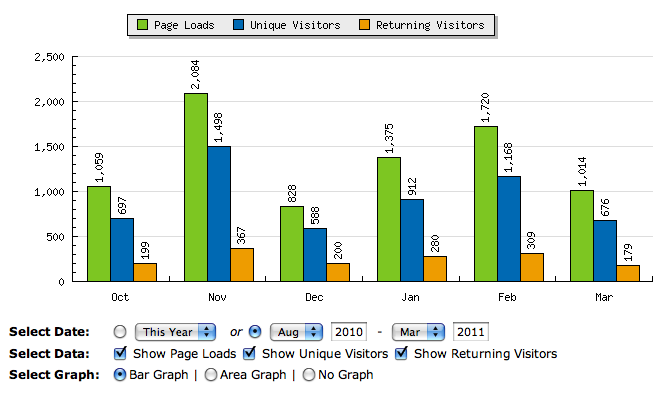 Page Loads Unique Visitors Returning Visitors
2,500
2,000
1,500
1,000
500
0
1,059 697 199
2,084 1,498 367
828 588 200
1,375 912 280
1,720 1,168 309
1,014 676 179
Oct Nov Dec Jan Feb Mar
Select Date: This Year or Aug 2010 - Mar 2011
Select Data: Show Page Loads Show Unique Visitors Show Returning Visitors
Select Graph: Bar Graph | Area Graph | No Graph